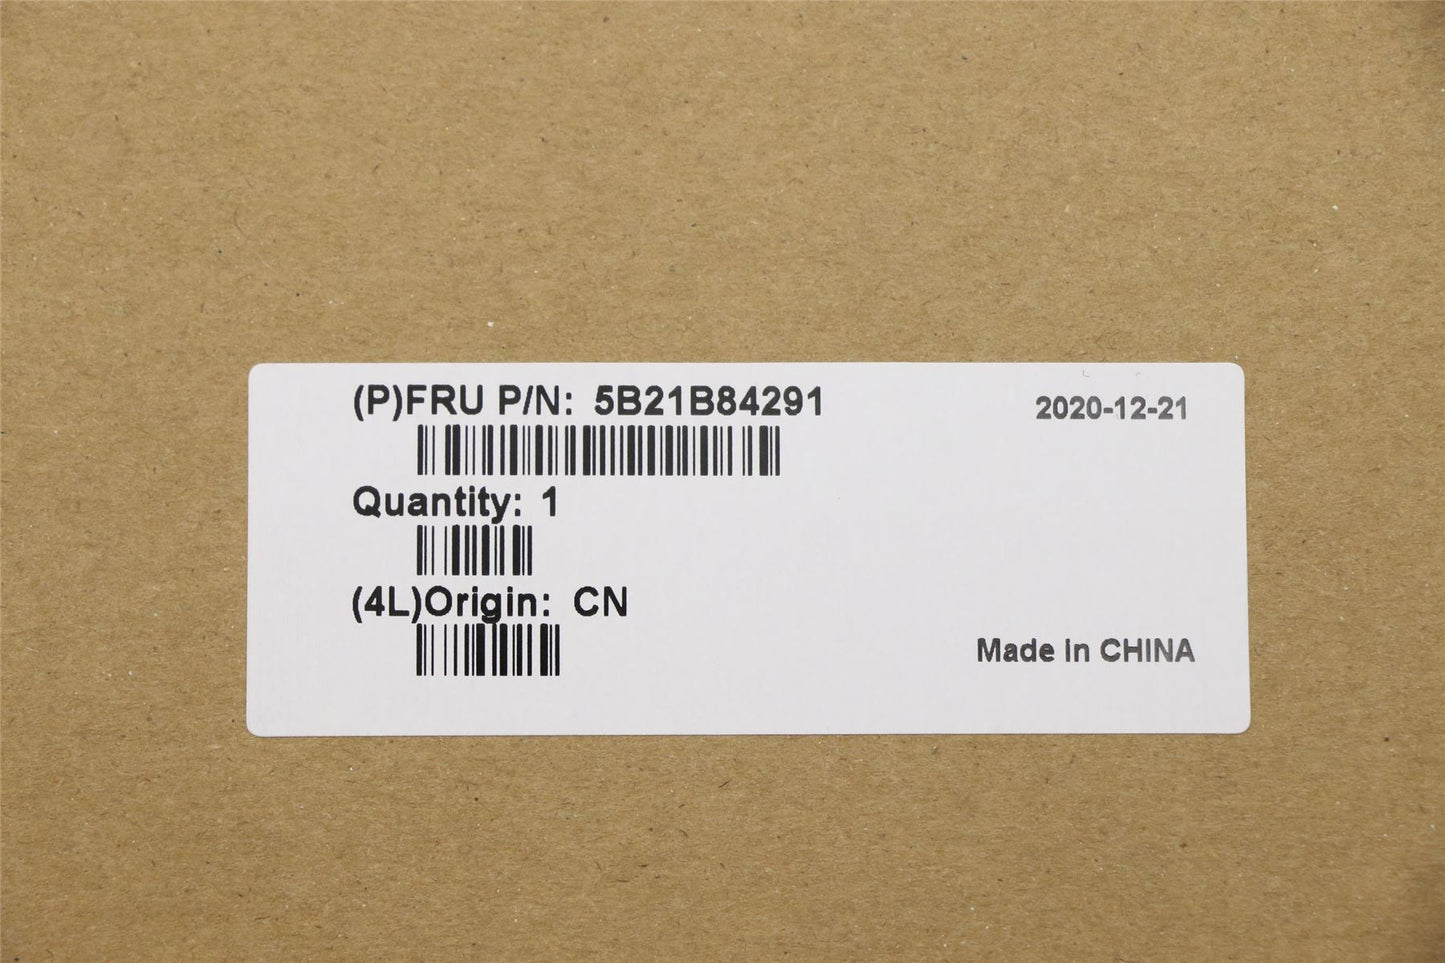 (P)FRU P/N: 5B21B84291
2020-12-21
Quantity: 1
(4L)Origin: CN
Made In CHINA